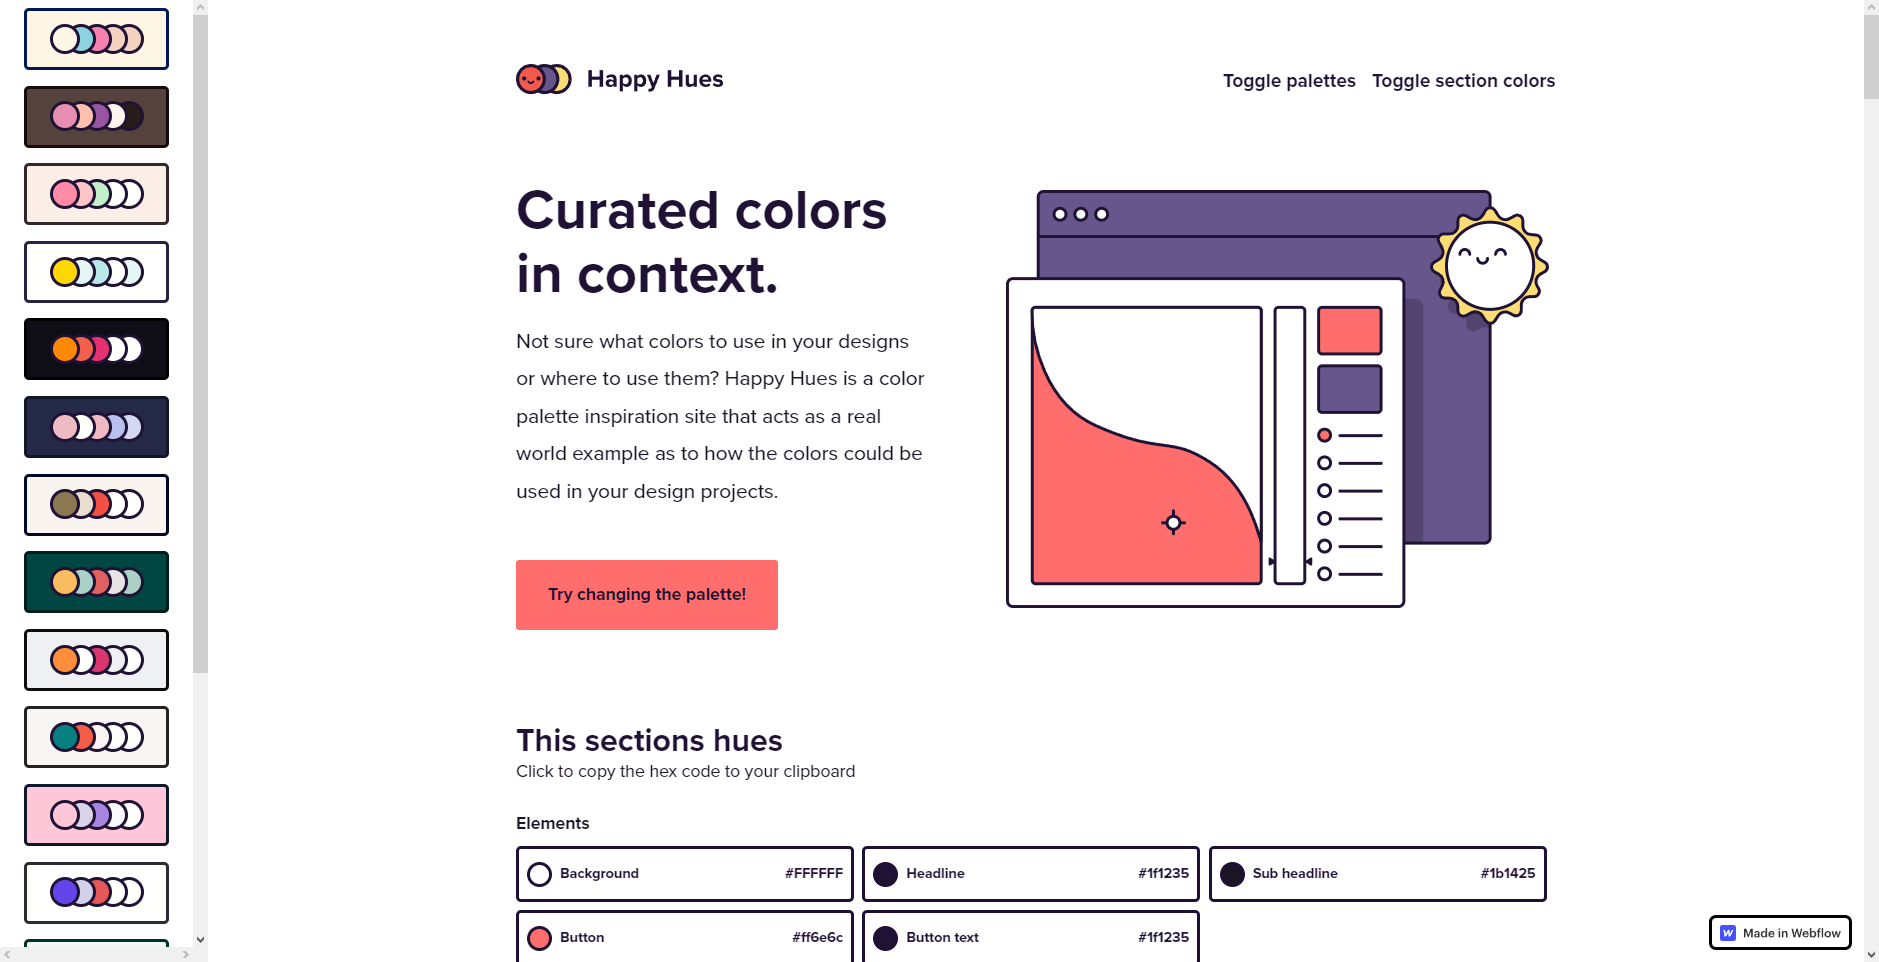 Happy Hues
Toggle palettes
Toggle section colors
Curated colors
in context.
Not sure what colors to use in your designs
or where to use them? Happy Hues is a color
palette inspiration site that acts as a real
world example as to how the colors could be
used in your design projects.
Try changing the palette!
This sections hues
Click to copy the hex code to your clipboard
Elements
Background #FFFFFF
Headline #1f1235
Sub headline #1b1425
Button #ff6e6c
Button text #1f1235
Made in Webflow